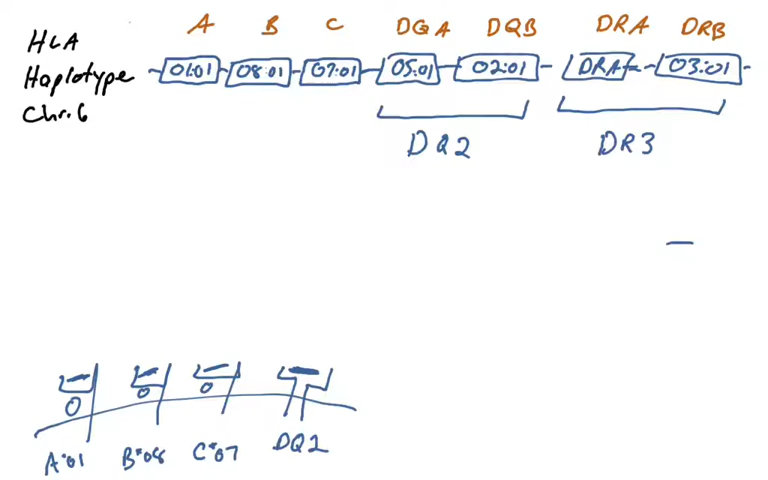 A B C DQA DQB DRA DRB
HLA
Haplotype 01:01 08:01 07:01 05:01 02:01 DRA 03:01
Chr. 6
DQ2 DR3
A*01 B*08 C*07 DQ2